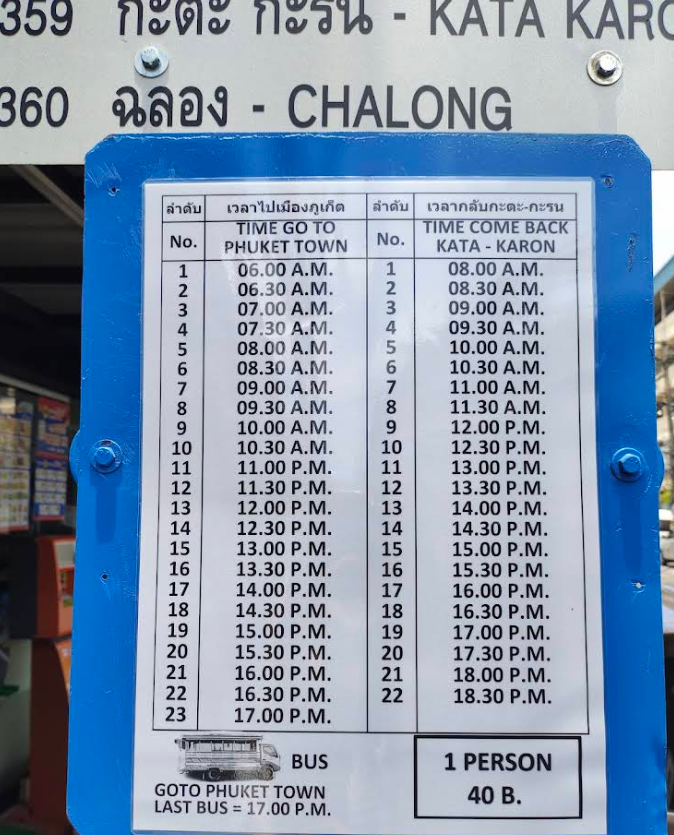 359 กะตะ กะรน - KATA KARO
360 ฉลอง - CHALONG
ลำดับ เวลาไปเมืองภูเก็ต ลำดับ เวลากลับกะตะ-กะรน
No. TIME GO TO PHUKET TOWN No. TIME COME BACK KATA - KARON
1 06.00 A.M. 1 08.00 A.M.
2 06.30 A.M. 2 08.30 A.M.
3 07.00 A.M. 3 09.00 A.M.
4 07.30 A.M. 4 09.30 A.M.
5 08.00 A.M. 5 10.00 A.M.
6 08.30 A.M. 6 10.30 A.M.
7 09.00 A.M. 7 11.00 A.M.
8 09.30 A.M. 8 11.30 A.M.
9 10.00 A.M. 9 12.00 P.M.
10 10.30 A.M. 10 12.30 P.M.
11 11.00 P.M. 11 13.00 P.M.
12 11.30 P.M. 12 13.30 P.M.
13 12.00 P.M. 13 14.00 P.M.
14 12.30 P.M. 14 14.30 P.M.
15 13.00 P.M. 15 15.00 P.M.
16 13.30 P.M. 16 15.30 P.M.
17 14.00 P.M. 17 16.00 P.M.
18 14.30 P.M. 18 16.30 P.M.
19 15.00 P.M. 19 17.00 P.M.
20 15.30 P.M. 20 17.30 P.M.
21 16.00 P.M. 21 18.00 P.M.
22 16.30 P.M. 22 18.30 P.M.
23 17.00 P.M.
BUS
GOTO PHUKET TOWN
LAST BUS = 17.00 P.M.
1 PERSON
40 B.